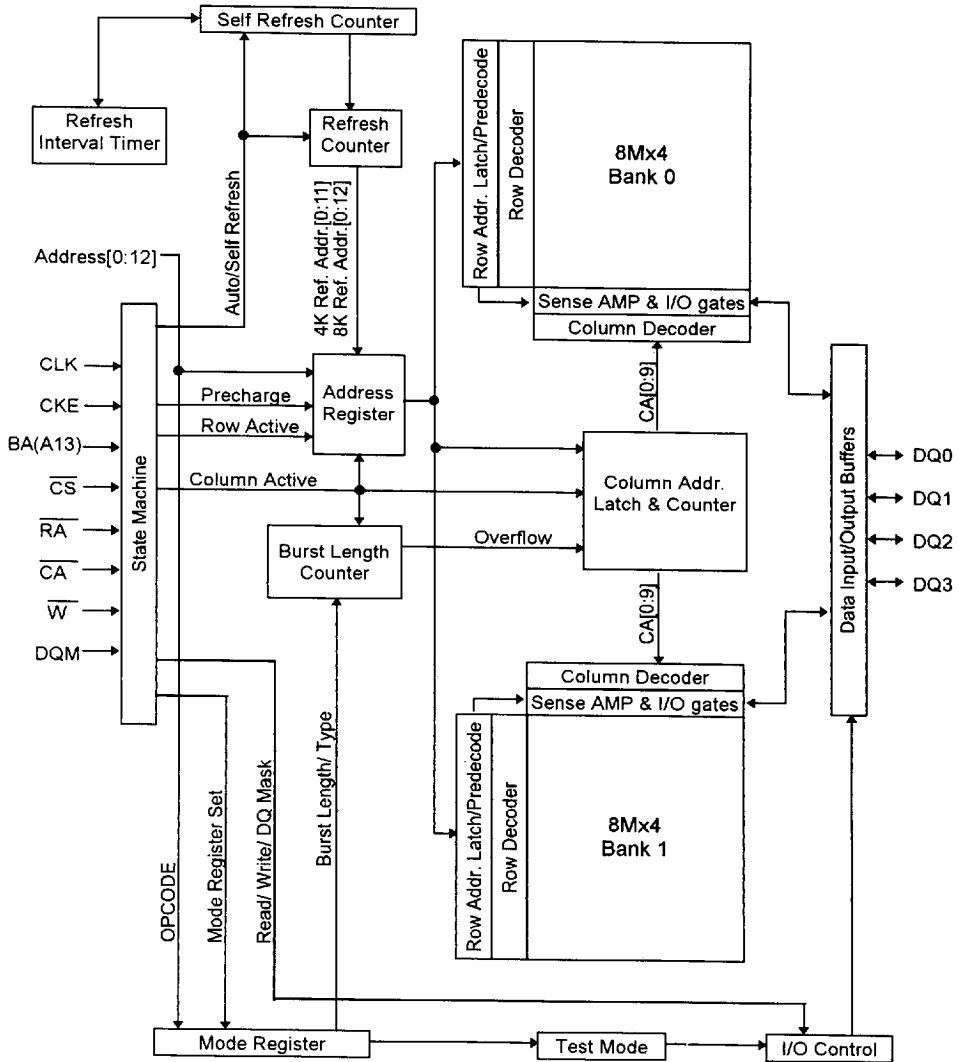 Self Refresh Counter
Refresh
Interval Timer
Refresh
Counter
Auto/Self Refresh
4K Ref. Addr.[0:11]
8K Ref. Addr.[0:12]
Row Addr. Latch/Predecode
Row Decoder
8Mx4
Bank 0
Sense AMP & I/O gates
Column Decoder
Address[0:12]
CLK
CKE
BA(A13)
CS
RA
CA
W
DQM
State Machine
Precharge
Row Active
Column Active
Address
Register
CA[0:9]
Column Addr.
Latch & Counter
Burst Length
Counter
Overflow
CA[0:9]
Data Input/Output Buffers
DQ0
DQ1
DQ2
DQ3
Column Decoder
Sense AMP & I/O gates
Row Addr. Latch/Predecode
Row Decoder
8Mx4
Bank 1
OPCODE
Mode Register Set
Read/ Write/ DQ Mask
Burst Length/ Type
Mode Register
Test Mode
I/O Control